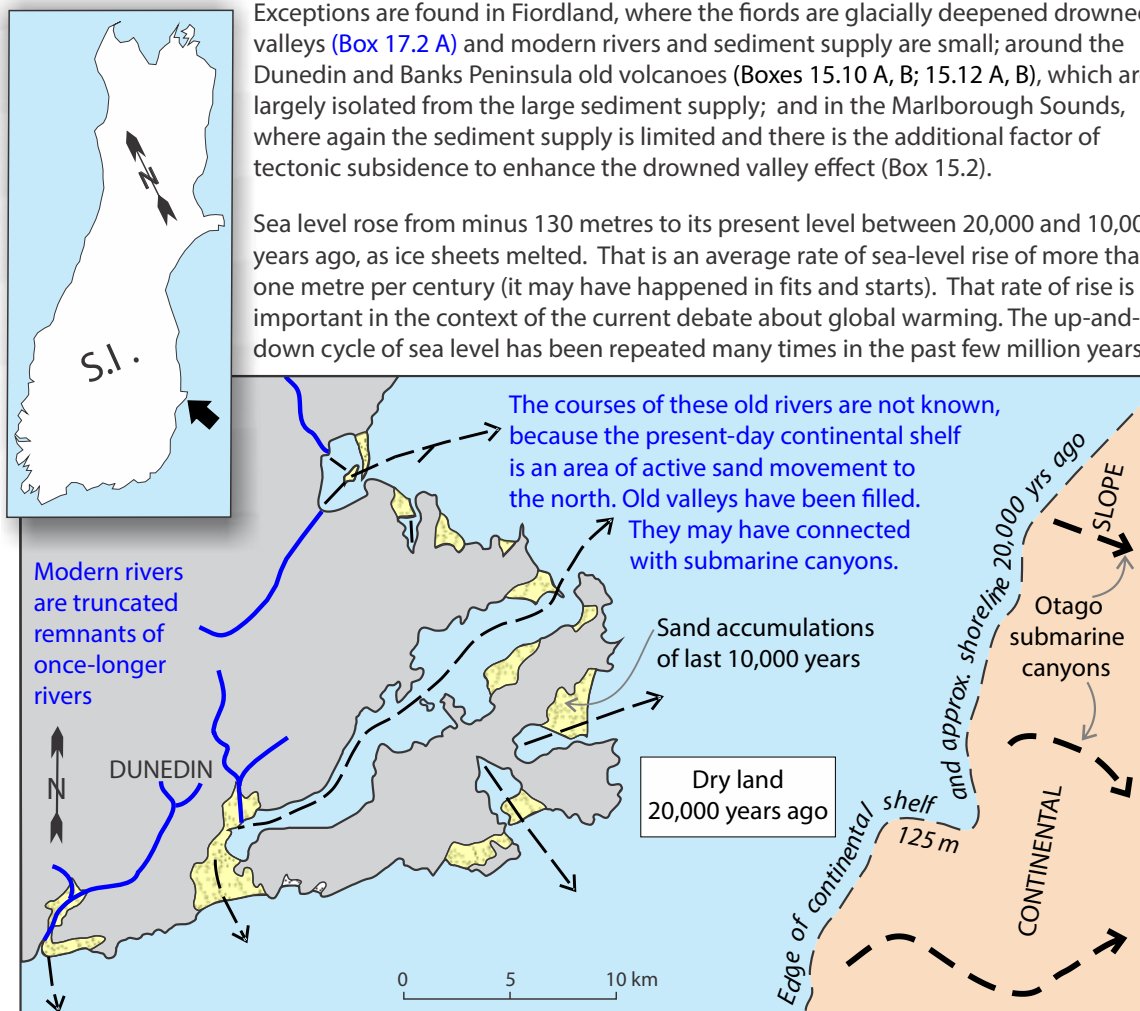 Exceptions are found in Fiordland, where the fiords are glacially deepened drowned
valleys (Box 17.2 A) and modern rivers and sediment supply are small; around the
Dunedin and Banks Peninsula old volcanoes (Boxes 15.10 A, B; 15.12 A, B), which ar
largely isolated from the large sediment supply; and in the Marlborough Sounds,
where again the sediment supply is limited and there is the additional factor of
tectonic subsidence to enhance the drowned valley effect (Box 15.2).
Sea level rose from minus 130 metres to its present level between 20,000 and 10,00
years ago, as ice sheets melted. That is an average rate of sea-level rise of more tha
one metre per century (it may have happened in fits and starts). That rate of rise is
important in the context of the current debate about global warming. The up-and-
down cycle of sea level has been repeated many times in the past few million years
N
S.I.
The courses of these old rivers are not known,
because the present-day continental shelf
is an area of active sand movement to
the north. Old valleys have been filled.
They may have connected
with submarine canyons.
Modern rivers
are truncated
remnants of
once-longer
rivers
Sand accumulations
of last 10,000 years
N
DUNEDIN
Dry land
20,000 years ago
Edge of continental shelf
and approx. shoreline 20,000 yrs ago
125 m
CONTINENTAL
SLOPE
Otago
submarine
canyons
0 5 10 km